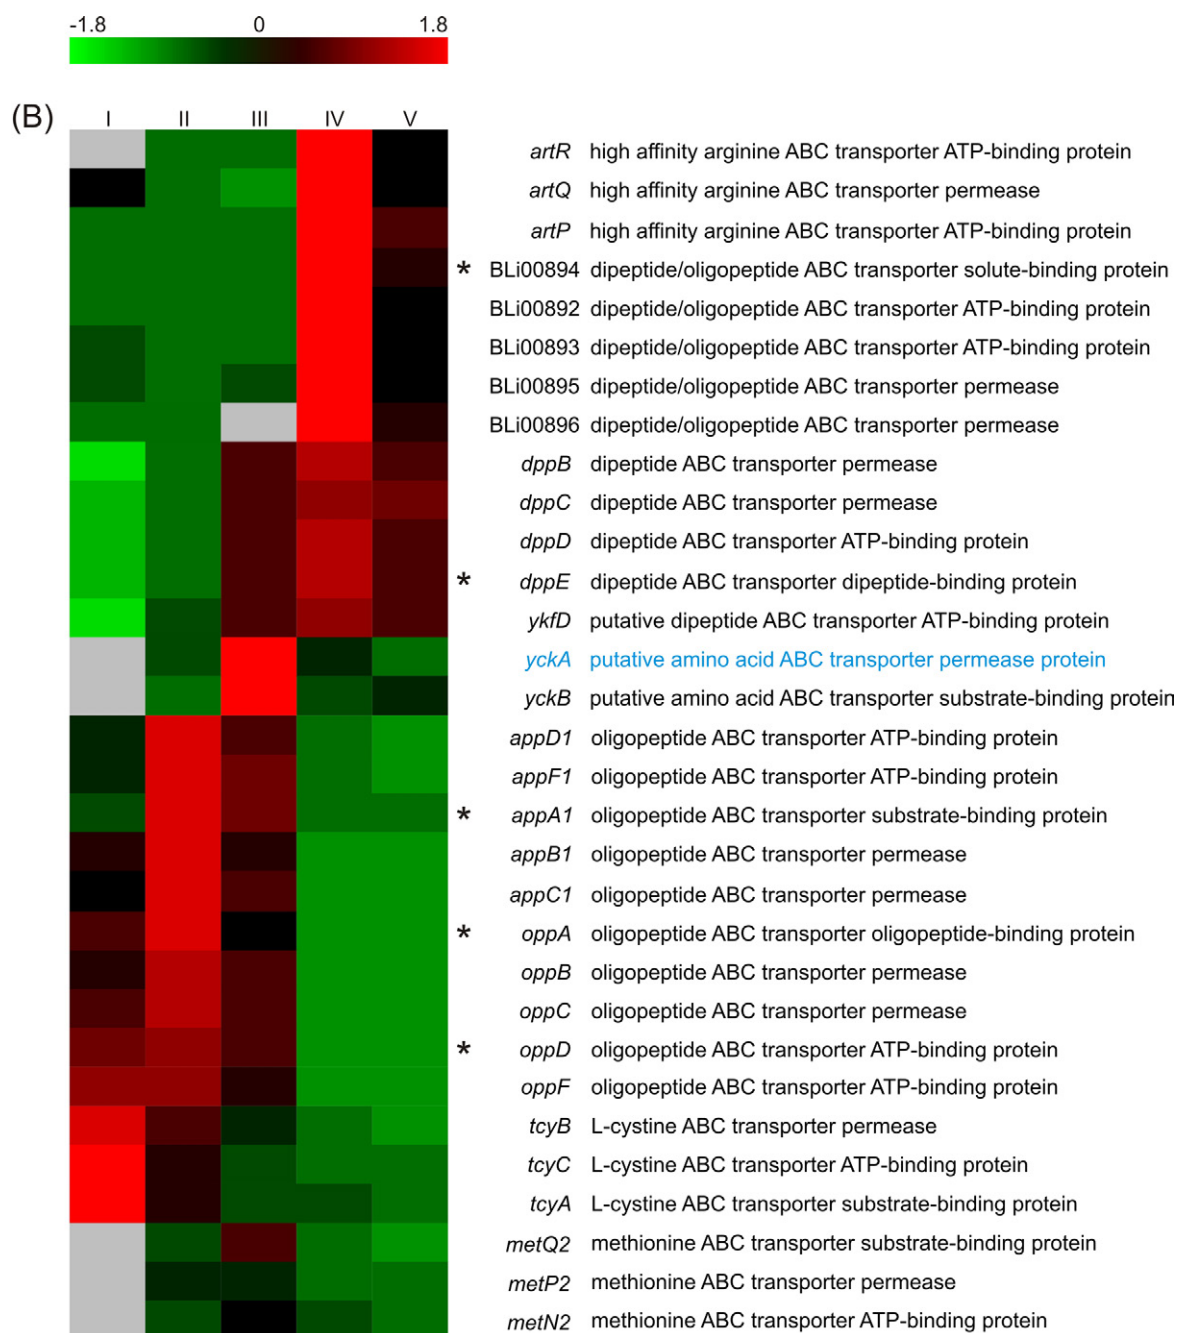 -1.8 0 1.8
(B) I II III IV V
artR high affinity arginine ABC transporter ATP-binding protein
artQ high affinity arginine ABC transporter permease
artP high affinity arginine ABC transporter ATP-binding protein
* BLi00894 dipeptide/oligopeptide ABC transporter solute-binding protein
BLi00892 dipeptide/oligopeptide ABC transporter ATP-binding protein
BLi00893 dipeptide/oligopeptide ABC transporter ATP-binding protein
BLi00895 dipeptide/oligopeptide ABC transporter permease
BLi00896 dipeptide/oligopeptide ABC transporter permease
dppB dipeptide ABC transporter permease
dppC dipeptide ABC transporter permease
dppD dipeptide ABC transporter ATP-binding protein
* dppE dipeptide ABC transporter dipeptide-binding protein
ykfD putative dipeptide ABC transporter ATP-binding protein
yckA putative amino acid ABC transporter permease protein
yckB putative amino acid ABC transporter substrate-binding protein
appD1 oligopeptide ABC transporter ATP-binding protein
appF1 oligopeptide ABC transporter ATP-binding protein
* appA1 oligopeptide ABC transporter substrate-binding protein
appB1 oligopeptide ABC transporter permease
appC1 oligopeptide ABC transporter permease
* oppA oligopeptide ABC transporter oligopeptide-binding protein
oppB oligopeptide ABC transporter permease
oppC oligopeptide ABC transporter permease
* oppD oligopeptide ABC transporter ATP-binding protein
oppF oligopeptide ABC transporter ATP-binding protein
tcyB L-cystine ABC transporter permease
tcyC L-cystine ABC transporter ATP-binding protein
tcyA L-cystine ABC transporter substrate-binding protein
metQ2 methionine ABC transporter substrate-binding protein
metP2 methionine ABC transporter permease
metN2 methionine ABC transporter ATP-binding protein